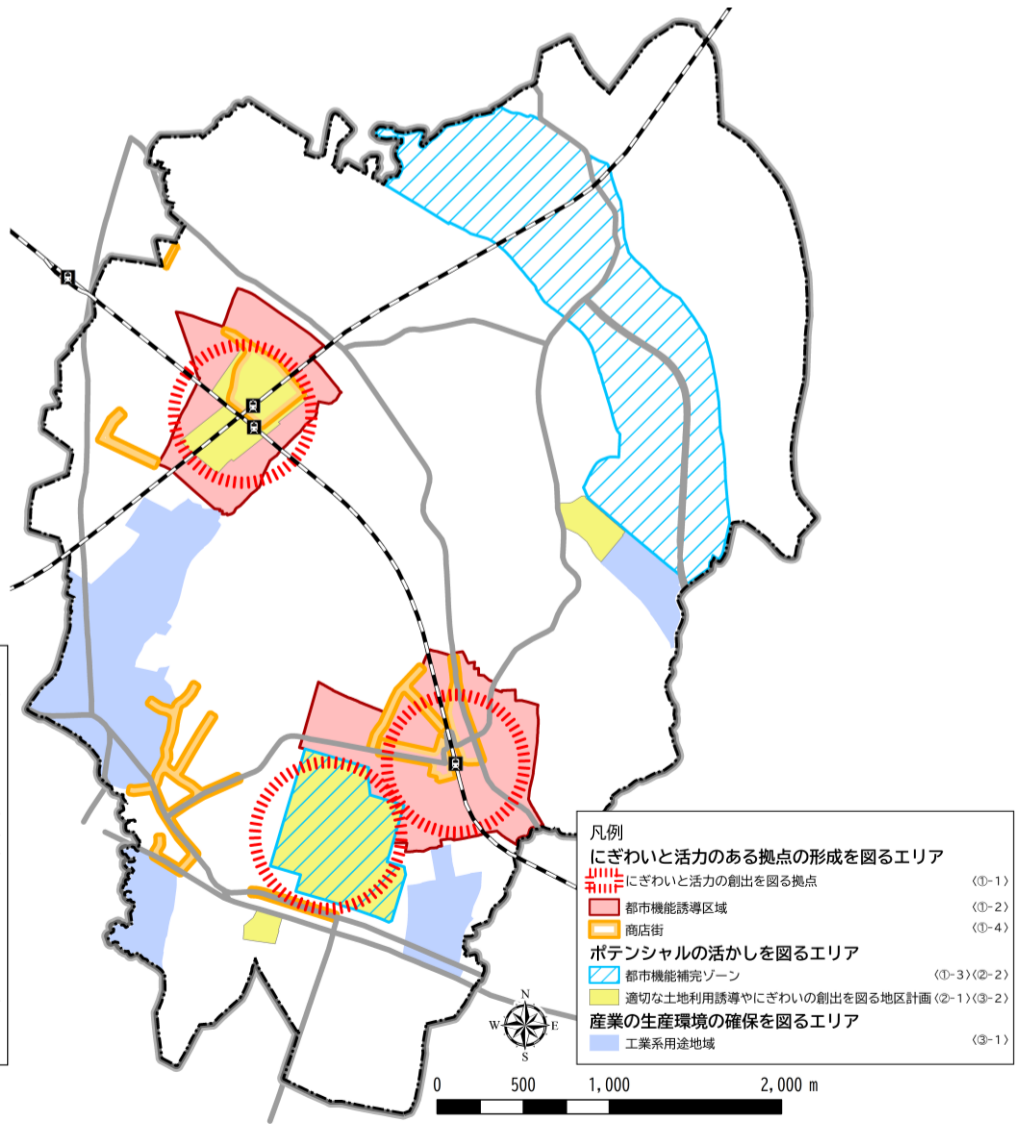 凡例
にぎわいと活力のある拠点の形成を図るエリア
にぎわいと活力の創出を図る拠点 〈①-1〉
都市機能誘導区域 〈①-2〉
商店街 〈①-4〉
ポテンシャルの活かしを図るエリア
都市機能補完ゾーン 〈①-3〉〈②-2〉
適切な土地利用誘導やにぎわいの創出を図る地区計画 〈②-1〉〈③-2〉
産業の生産環境の確保を図るエリア
工業系用途地域 〈③-1〉
N
W E
S
0 500 1,000 2,000 m